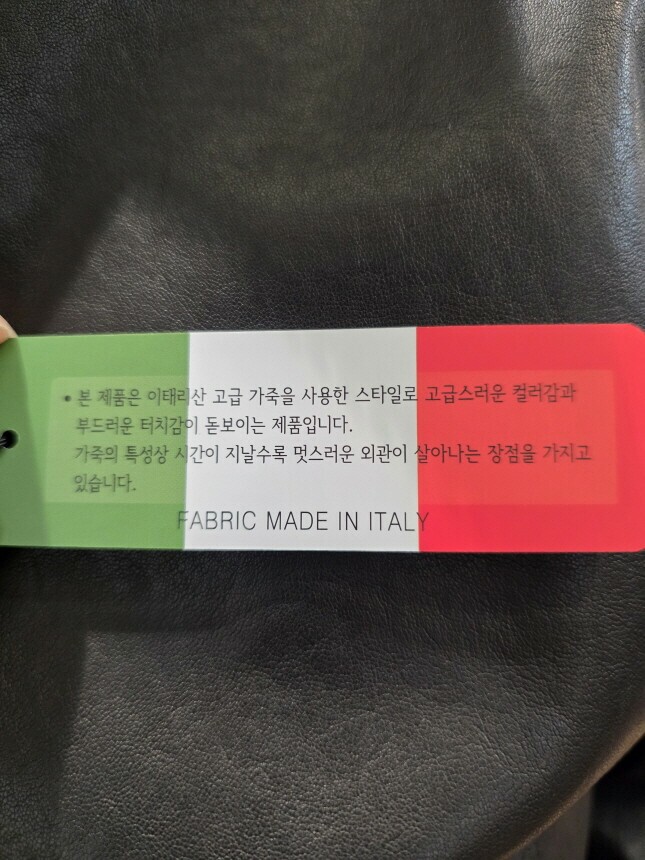 • 본 제품은 이태리산 고급 가죽을 사용한 스타일로 고급스러운 컬러감과
부드러운 터치감이 돋보이는 제품입니다.
가죽의 특성상 시간이 지날수록 멋스러운 외관이 살아나는 장점을 가지고
있습니다.
FABRIC MADE IN ITALY